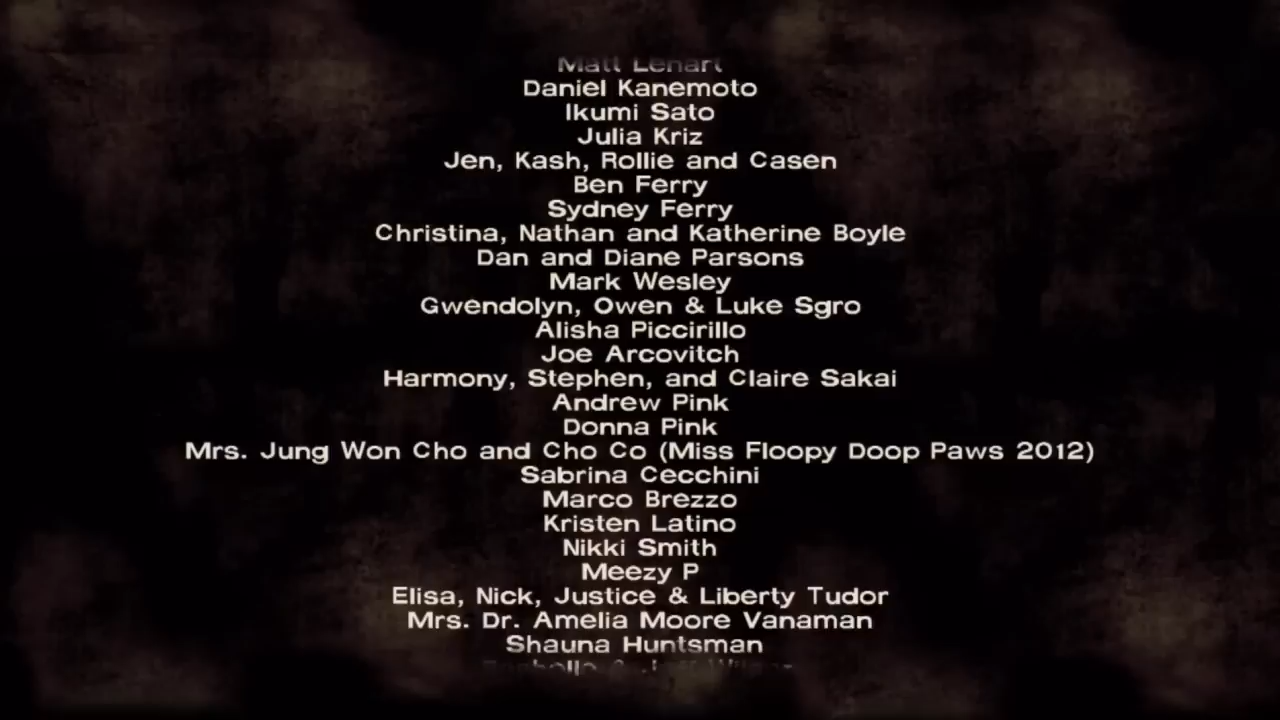 Matt Lenart
Daniel Kanemoto
Ikumi Sato
Julia Kriz
Jen, Kash, Rollie and Casen
Ben Ferry
Sydney Ferry
Christina, Nathan and Katherine Boyle
Dan and Diane Parsons
Mark Wesley
Gwendolyn, Owen & Luke Sgro
Alisha Piccirillo
Joe Arcovitch
Harmony, Stephen, and Claire Sakai
Andrew Pink
Donna Pink
Mrs. Jung Won Cho and Cho Co (Miss Floopy Doop Paws 2012)
Sabrina Cecchini
Marco Brezzo
Kristen Latino
Nikki Smith
Meezy P
Elisa, Nick, Justice & Liberty Tudor
Mrs. Dr. Amelia Moore Vanaman
Shauna Huntsman